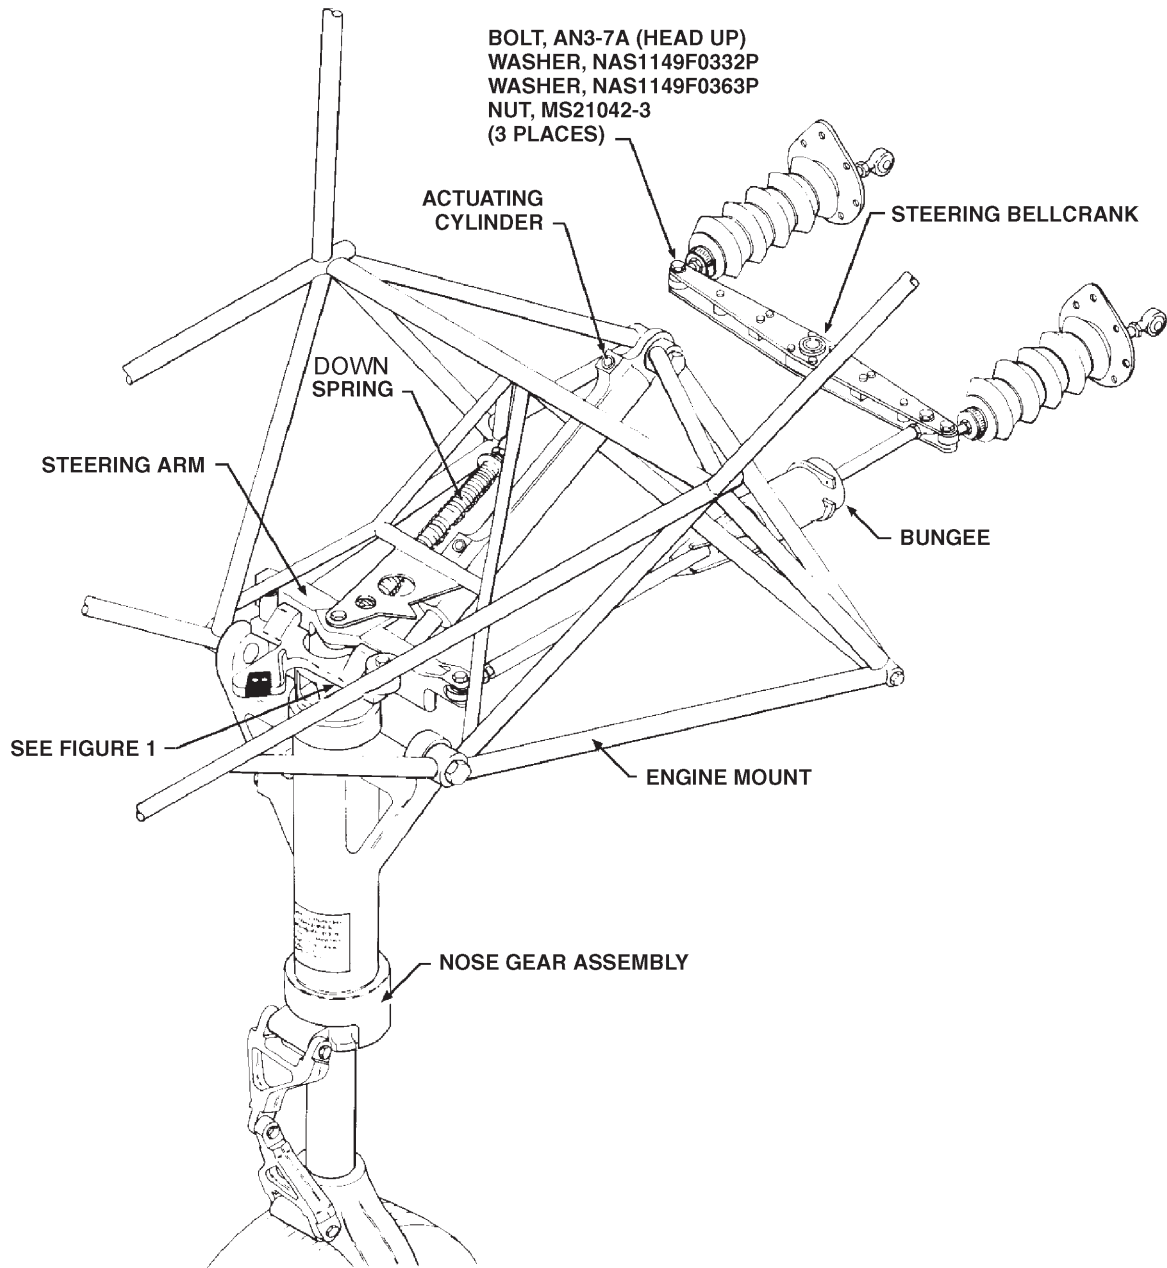 BOLT, AN3-7A (HEAD UP)
WASHER, NAS1149F0332P
WASHER, NAS1149F0363P
NUT, MS21042-3
(3 PLACES)
ACTUATING
CYLINDER
STEERING BELLCRANK
DOWN
SPRING
STEERING ARM
BUNGEE
SEE FIGURE 1
ENGINE MOUNT
NOSE GEAR ASSEMBLY